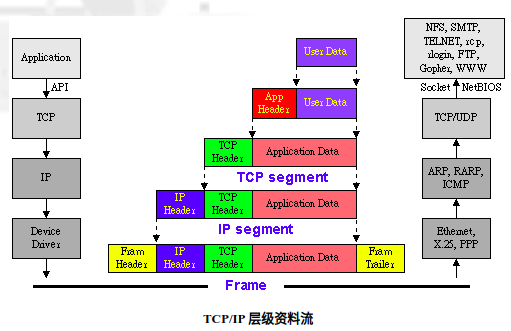 Application
API
TCP
IP
Device
Driver
User Data
App
Header
User Data
TCP
Header
Application Data
TCP segment
IP
Header
TCP
Header
Application Data
IP segment
Fram
Header
IP
Header
TCP
Header
Application Data
Fram
Trailer
Frame
NFS, SMTP,
TELNET, rcp,
rlogin, FTP,
Gopher, WWW
Socket
NetBIOS
TCP/UDP
ARP, RARP,
ICMP
Ethernet,
X.25, PPP
TCP/IP 层级资料流